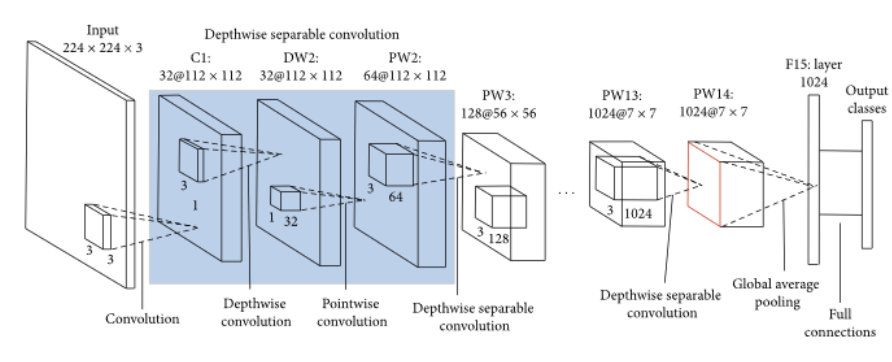 Input
224 × 224 × 3
Depthwise separable convolution
C1:
32@112 × 112
DW2:
32@112 × 112
PW2:
64@112 × 112
PW3:
128@56 × 56
PW13:
1024@7 × 7
PW14:
1024@7 × 7
F15: layer
1024
Output
classes
3
3
3
1
1
32
3
64
3
128
...
3
1024
Convolution
Depthwise
convolution
Pointwise
convolution
Depthwise separable
convolution
Depthwise separable
convolution
Global average
pooling
Full
connections